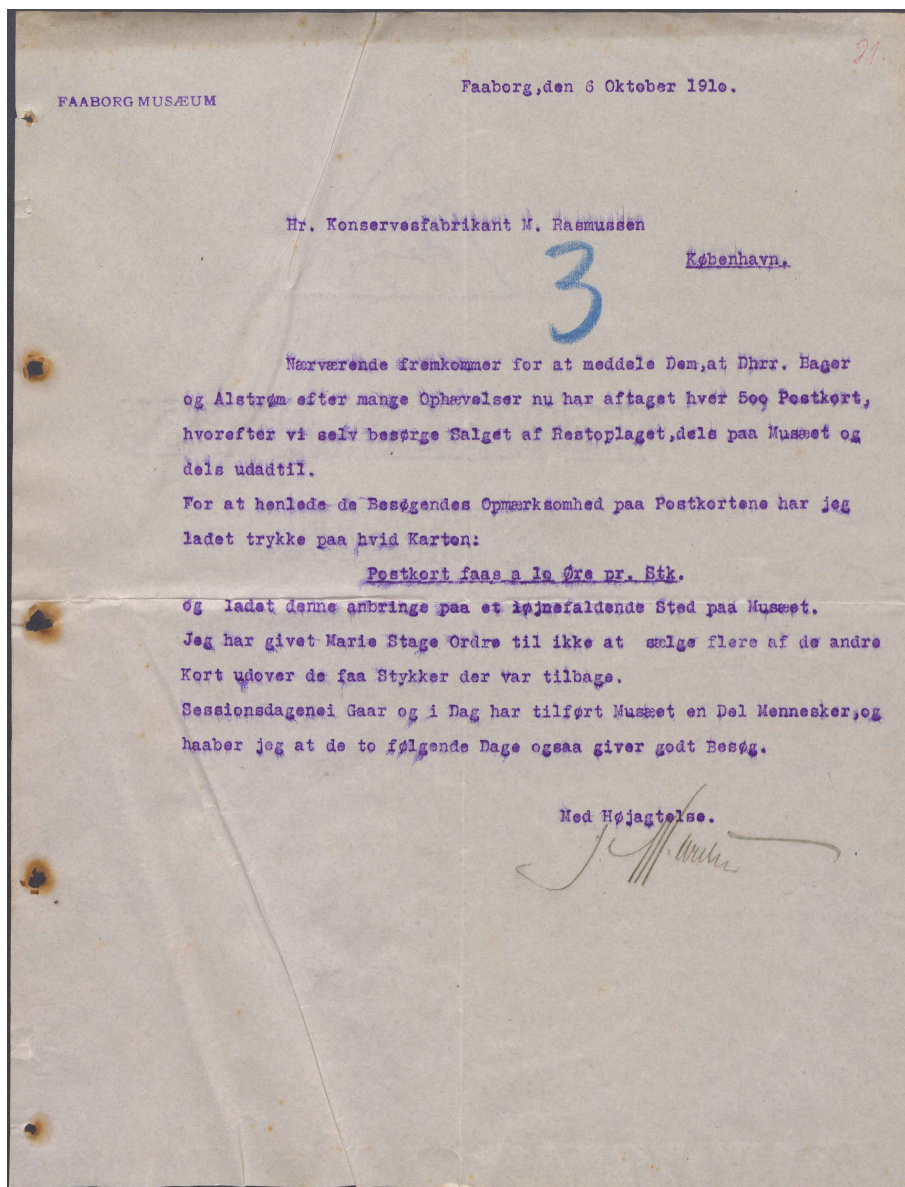 21.
Faaborg,den 6 Oktober 1910.
FAABORG MUSÆUM
Hr. Konservesfabrikant M. Rasmussen
København.
3
Nærværende fremkommer for at meddele Dem,at Dhrr. Bager
og Alstrøm efter mange Ophævelser nu har aftaget hver 500 Postkort,
hvorefter vi selv besørge Salget af Restoplaget,dels paa Musæet og
dels udadtil.
For at henlede de Besøgendes Opmærksomhed paa Postkortene har jeg
ladet trykke paa hvid Karton:
Postkort faas a 10 Øre pr. Stk.
og ladet denne anbringe paa et iøjnefaldende Sted paa Musæet.
Jeg har givet Marie Stage Ordre til ikke at sælge flere af de andre
Kort udover de faa Stykker der var tilbage.
Sessionsdagenei Gaar og i Dag har tilført Musæet en Del Mennesker,og
haaber jeg at de to følgende Dage ogsaa giver godt Besøg.
Med Højagtelse.